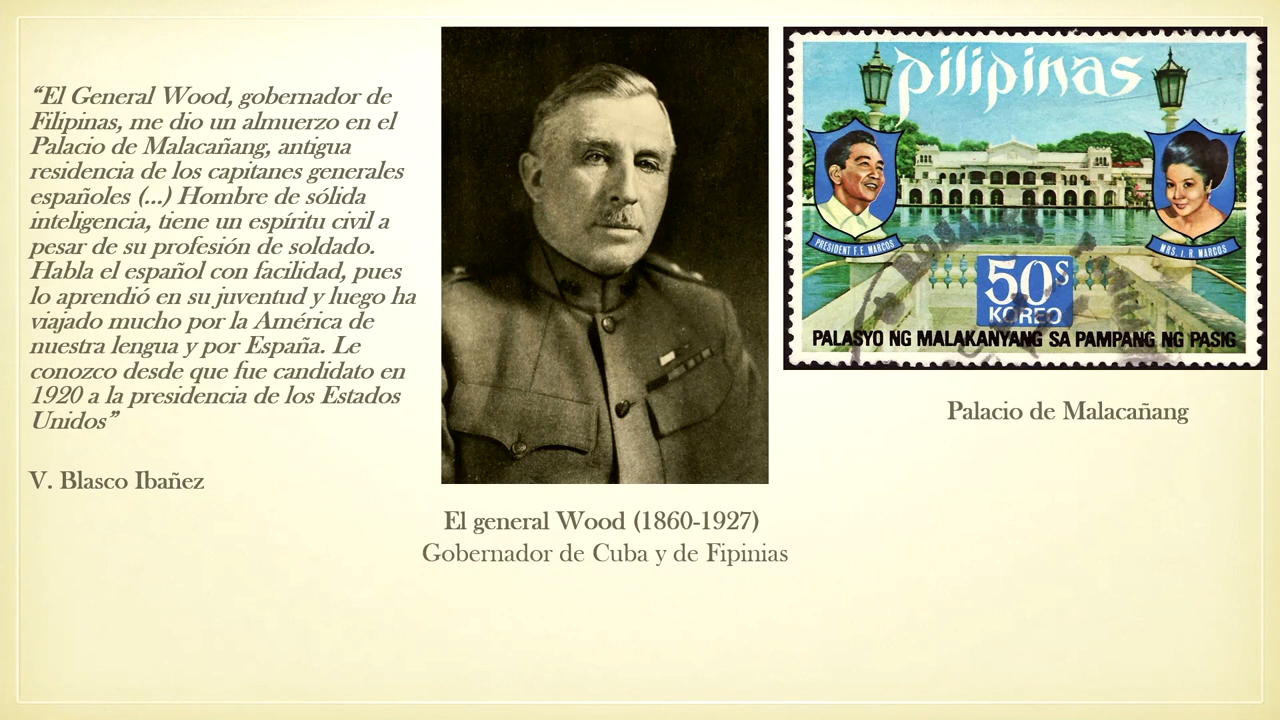 “El General Wood, gobernador de
Filipinas, me dio un almuerzo en el
Palacio de Malacañang, antigua
residencia de los capitanes generales
españoles (...) Hombre de sólida
inteligencia, tiene un espíritu civil a
pesar de su profesión de soldado.
Habla el español con facilidad, pues
lo aprendió en su juventud y luego ha
viajado mucho por la América de
nuestra lengua y por España. Le
conozco desde que fue candidato en
1920 a la presidencia de los Estados
Unidos”
V. Blasco Ibañez
El general Wood (1860-1927)
Gobernador de Cuba y de Fipinias
pilipinas
PRESIDENT F.E. MARCOS
MRS. I. R. MARCOS
50s
KOREO
PALASYO NG MALAKANYANG SA PAMPANG NG PASIG
Palacio de Malacañang